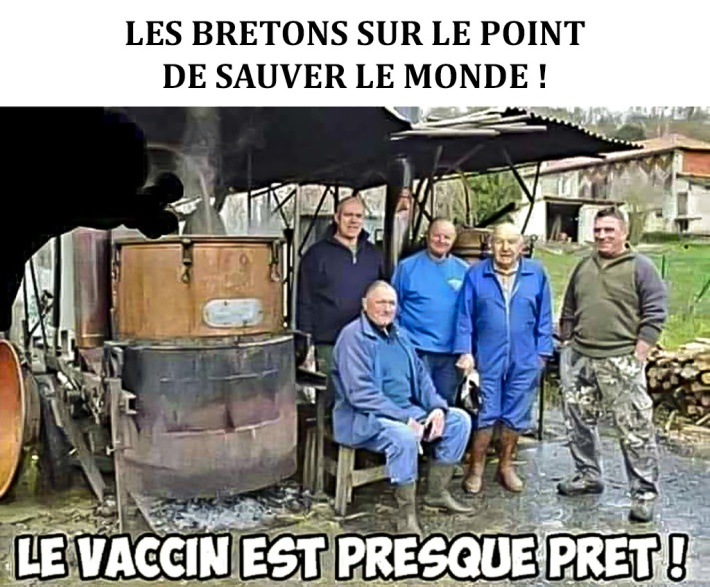 LES BRETONS SUR LE POINT
DE SAUVER LE MONDE !
LE VACCIN EST PRESQUE PRET !